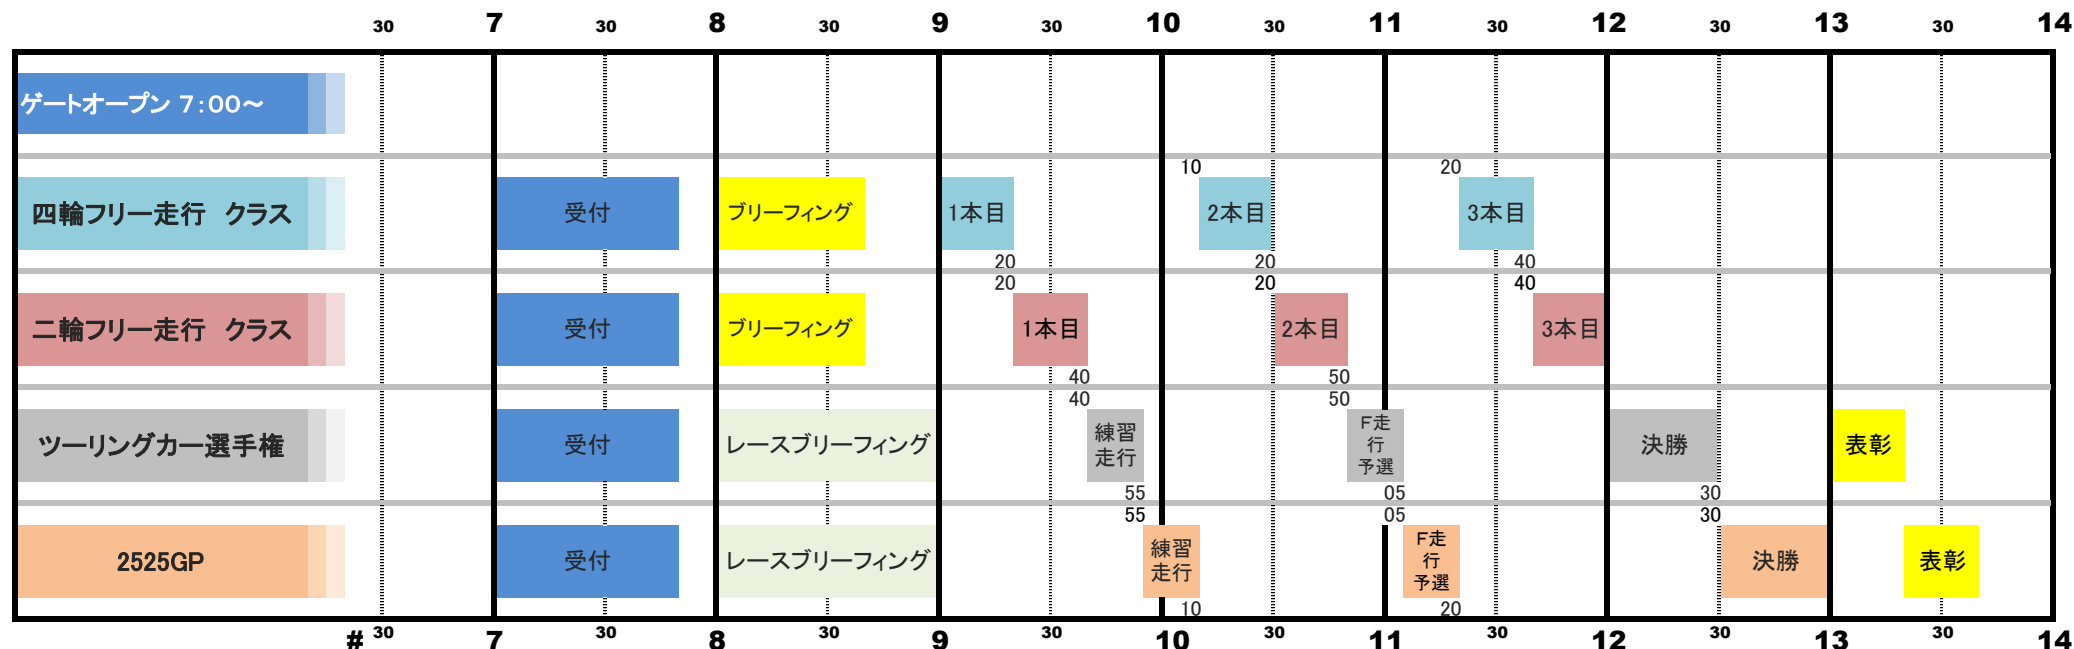 30 7 30 8 30 9 30 10 30 11 30 12 30 13 30 14
ゲートオープン 7:00～
10 20
四輪フリー走行 クラス 受付 ブリーフィング 1本目 2本目 3本目
20 20 40
20 20 40
二輪フリー走行 クラス 受付 ブリーフィング 1本目 2本目 3本目
40 50
40 50
ツーリングカー選手権 受付 レースブリーフィング 練習 F走 決勝 表彰
走行 行
予選
55 05 30
55 05 30
2525GP 受付 レースブリーフィング 練習 F走 決勝 表彰
走行 行
予選
10 20
# 30 7 30 8 30 9 30 10 30 11 30 12 30 13 30 14